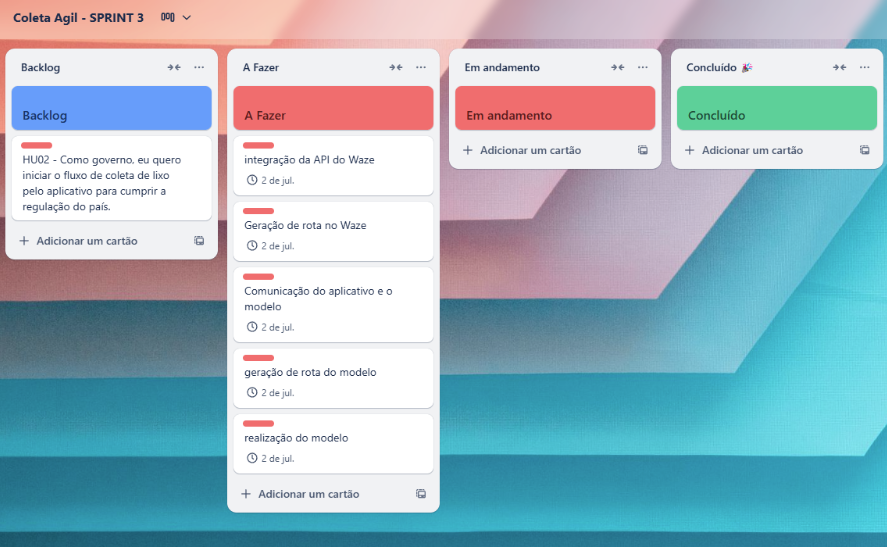 Coleta Agil - SPRINT 3
Backlog
Backlog
HU02 - Como governo, eu quero
iniciar o fluxo de coleta de lixo
pelo aplicativo para cumprir a
regulação do país.
Adicionar um cartão
A Fazer
A Fazer
integração da API do Waze
2 de jul.
Geração de rota no Waze
2 de jul.
Comunicação do aplicativo e o
modelo
2 de jul.
geração de rota do modelo
2 de jul.
realização do modelo
2 de jul.
Adicionar um cartão
Em andamento
Em andamento
Adicionar um cartão
Concluído 🎉
Concluído
Adicionar um cartão